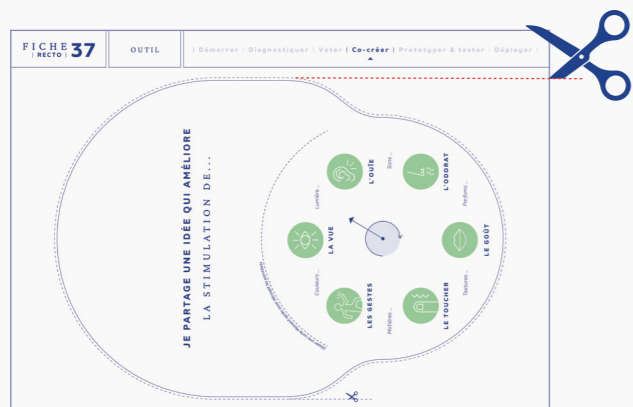 FICHE 37
| RECTO |
OUTIL
| Démarrer | Diagnostiquer | Voter | Co-créer | Prototyper & tester | Déployer |
JE PARTAGE UNE IDÉE QUI AMÉLIORE
LA STIMULATION DE...
L'OUÏE
Sons...
L'ODORAT
Parfums...
LE GOÛT
Textures...
LE TOUCHER
Matières...
LES GESTES
Couleurs...
LA VUE
Lumière...